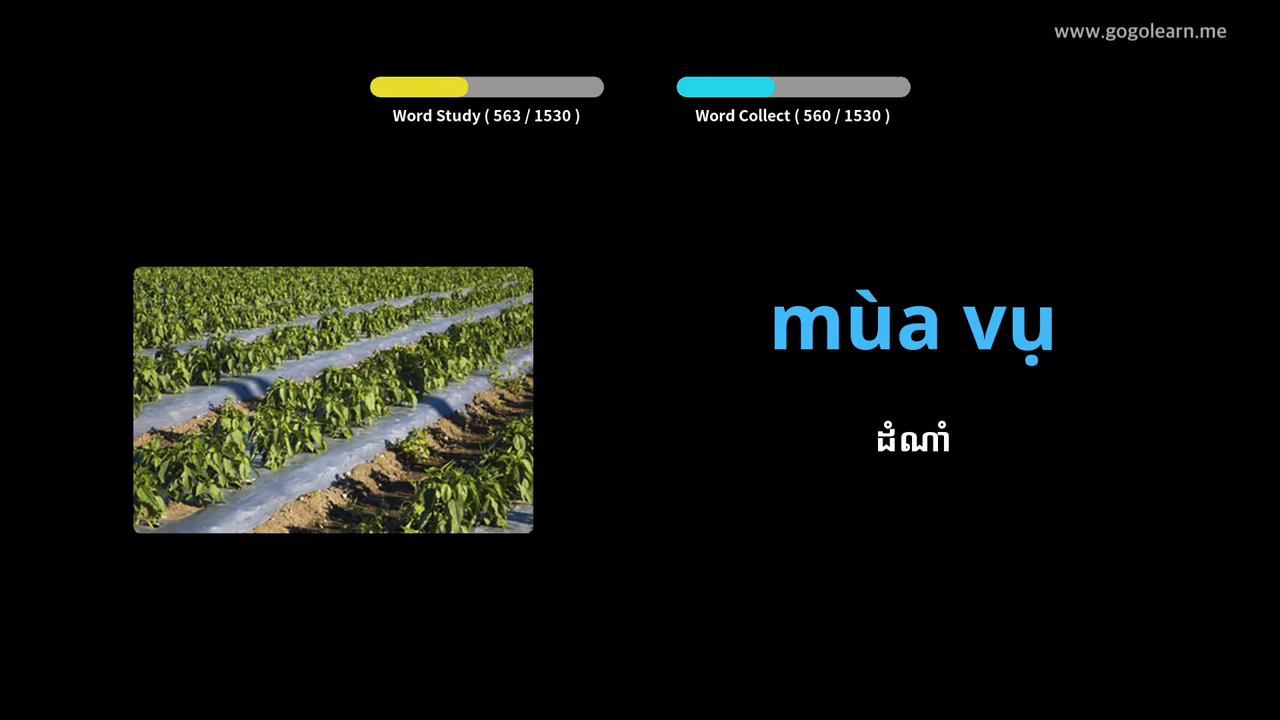 www.gogolearn.me
Word Study ( 563 / 1530 )
Word Collect ( 560 / 1530 )
mùa vụ
ដំណាំ